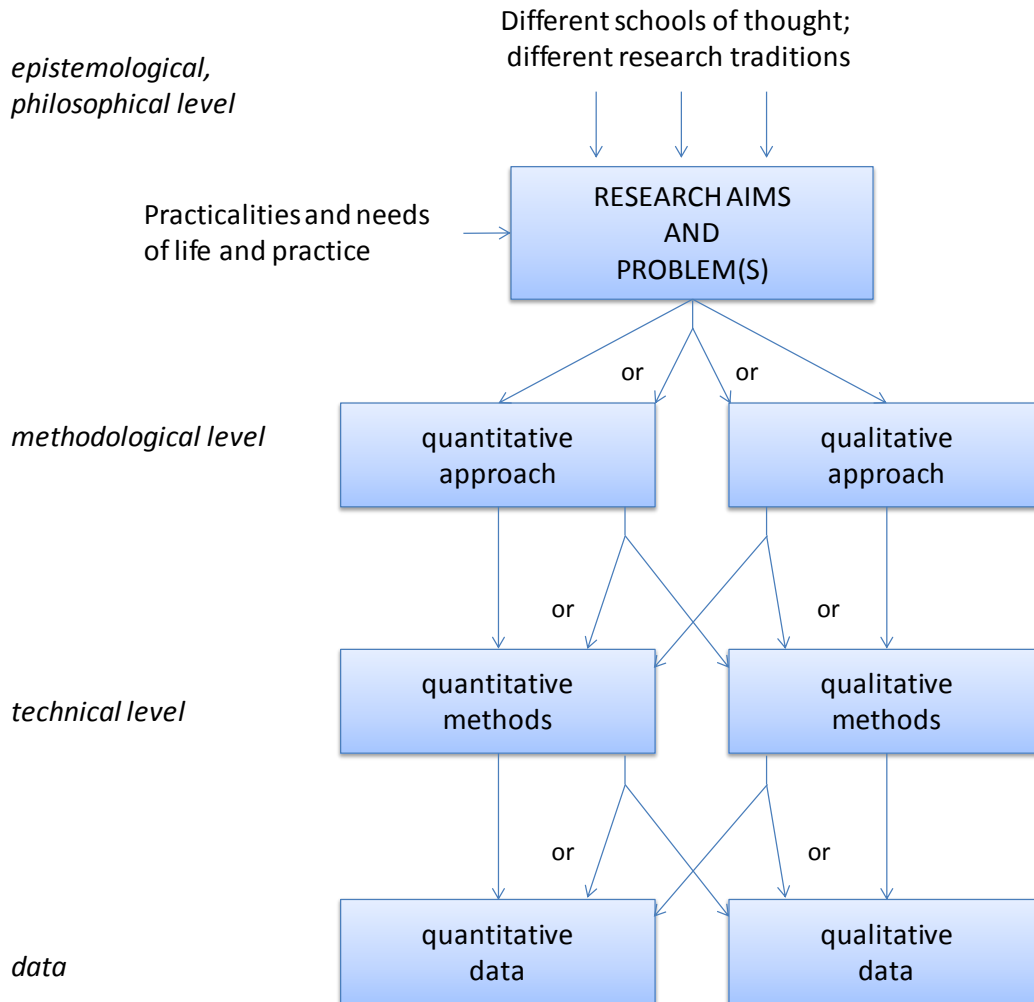 Different schools of thought;
different research traditions
epistemological,
philosophical level
RESEARCH AIMS
AND
PROBLEM(S)
Practicalities and needs
of life and practice
or
or
methodological level
quantitative
approach
qualitative
approach
or
or
technical level
quantitative
methods
qualitative
methods
or
or
data
quantitative
data
qualitative
data